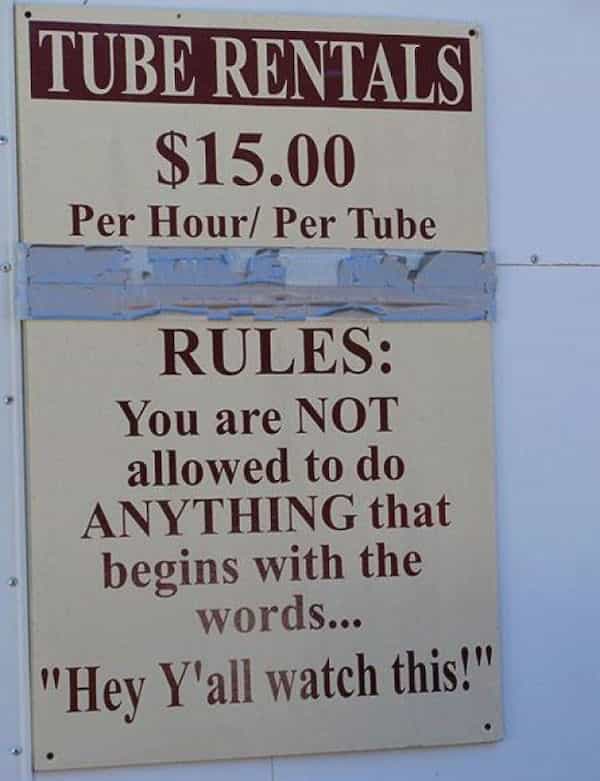 TUBE RENTALS
$15.00
Per Hour/ Per Tube
RULES:
You are NOT
allowed to do
ANYTHING that
begins with the
words...
"Hey Y'all watch this!"